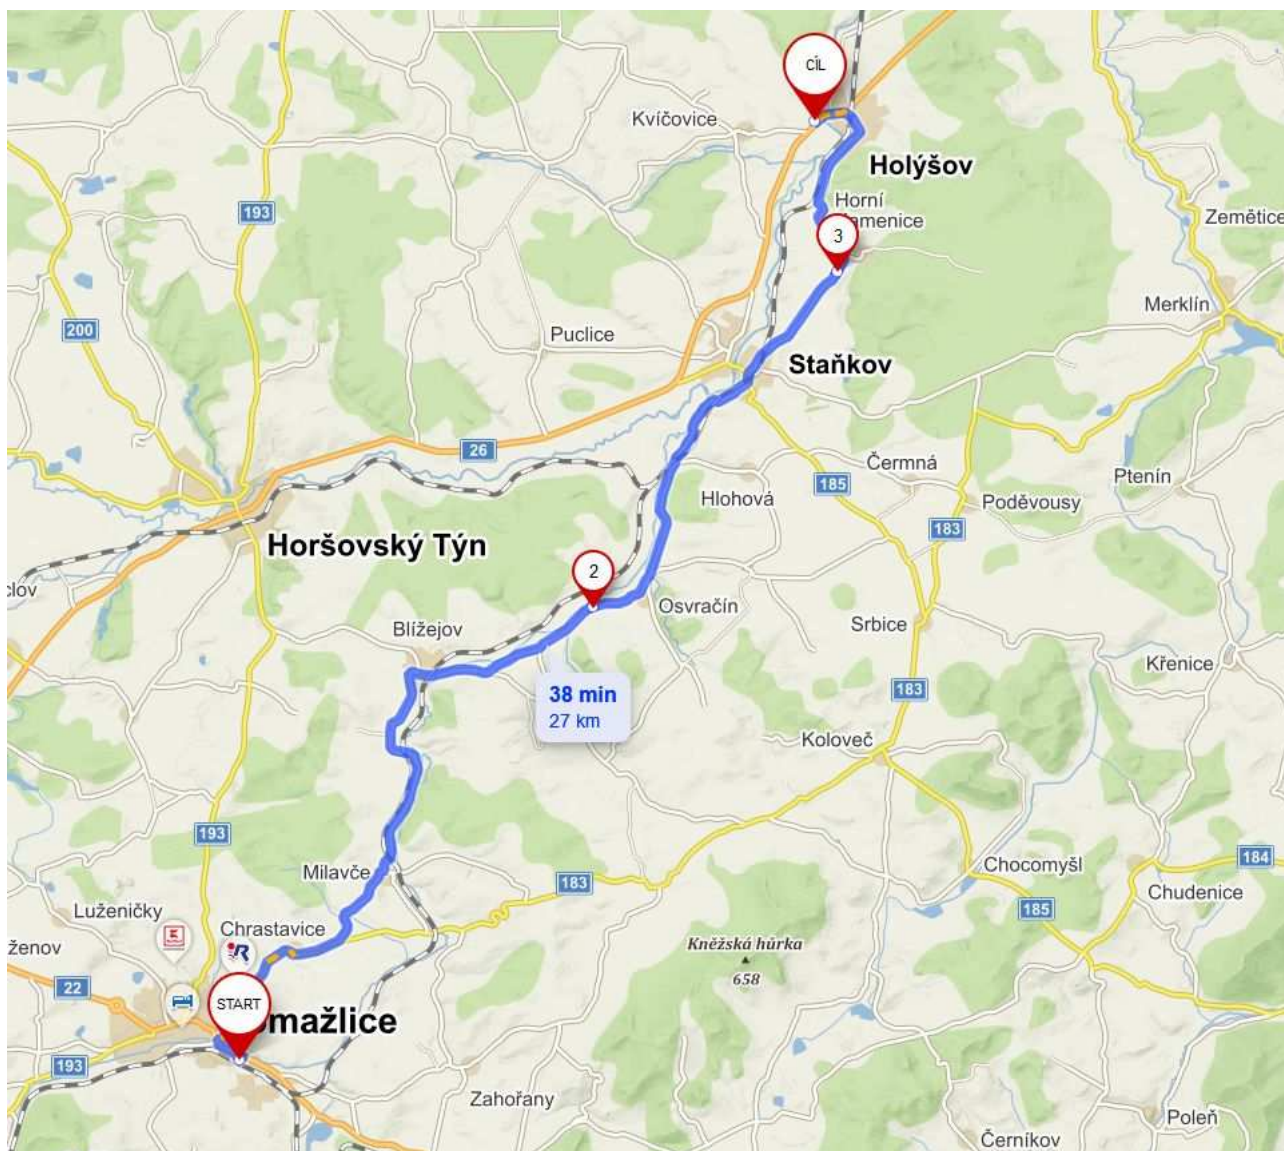 CÍL
Kvíčovice
Holýšov
193
Horní
amenice
3
Zemětice
200
Puclice
Merklín
Staňkov
26
Čermná
185
Hlohová
Ptenín
Poděvousy
183
Horšovský Týn
clov
2
Osvračín
Blížejov
Srbice
Křenice
183
38 min
27 km
Koloveč
193
Milavče
183
Chocomyšl
184
Chudenice
Luženičky
185
Chrastavice
ženov
Kněžská hůrka
658
22
START
omažlice
193
Zahořany
Poleň
Černíkov